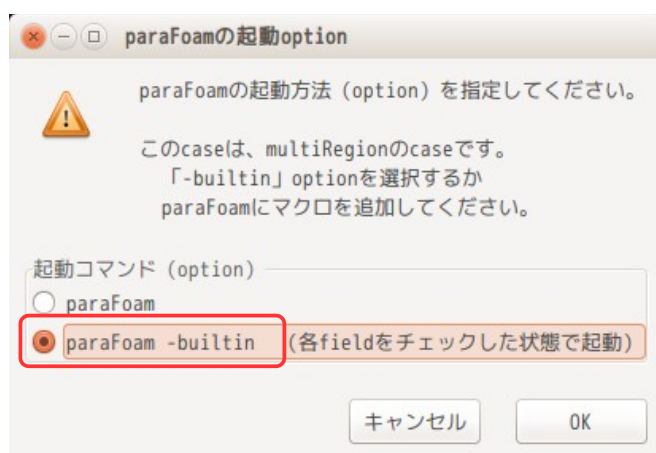 paraFoamの起動option
paraFoamの起動方法（option）を指定してください。
このcaseは、multiRegionのcaseです。
「-builtin」optionを選択するか
paraFoamにマクロを追加してください。
起動コマンド（option）
paraFoam
paraFoam -builtin （各fieldをチェックした状態で起動）
キャンセル OK